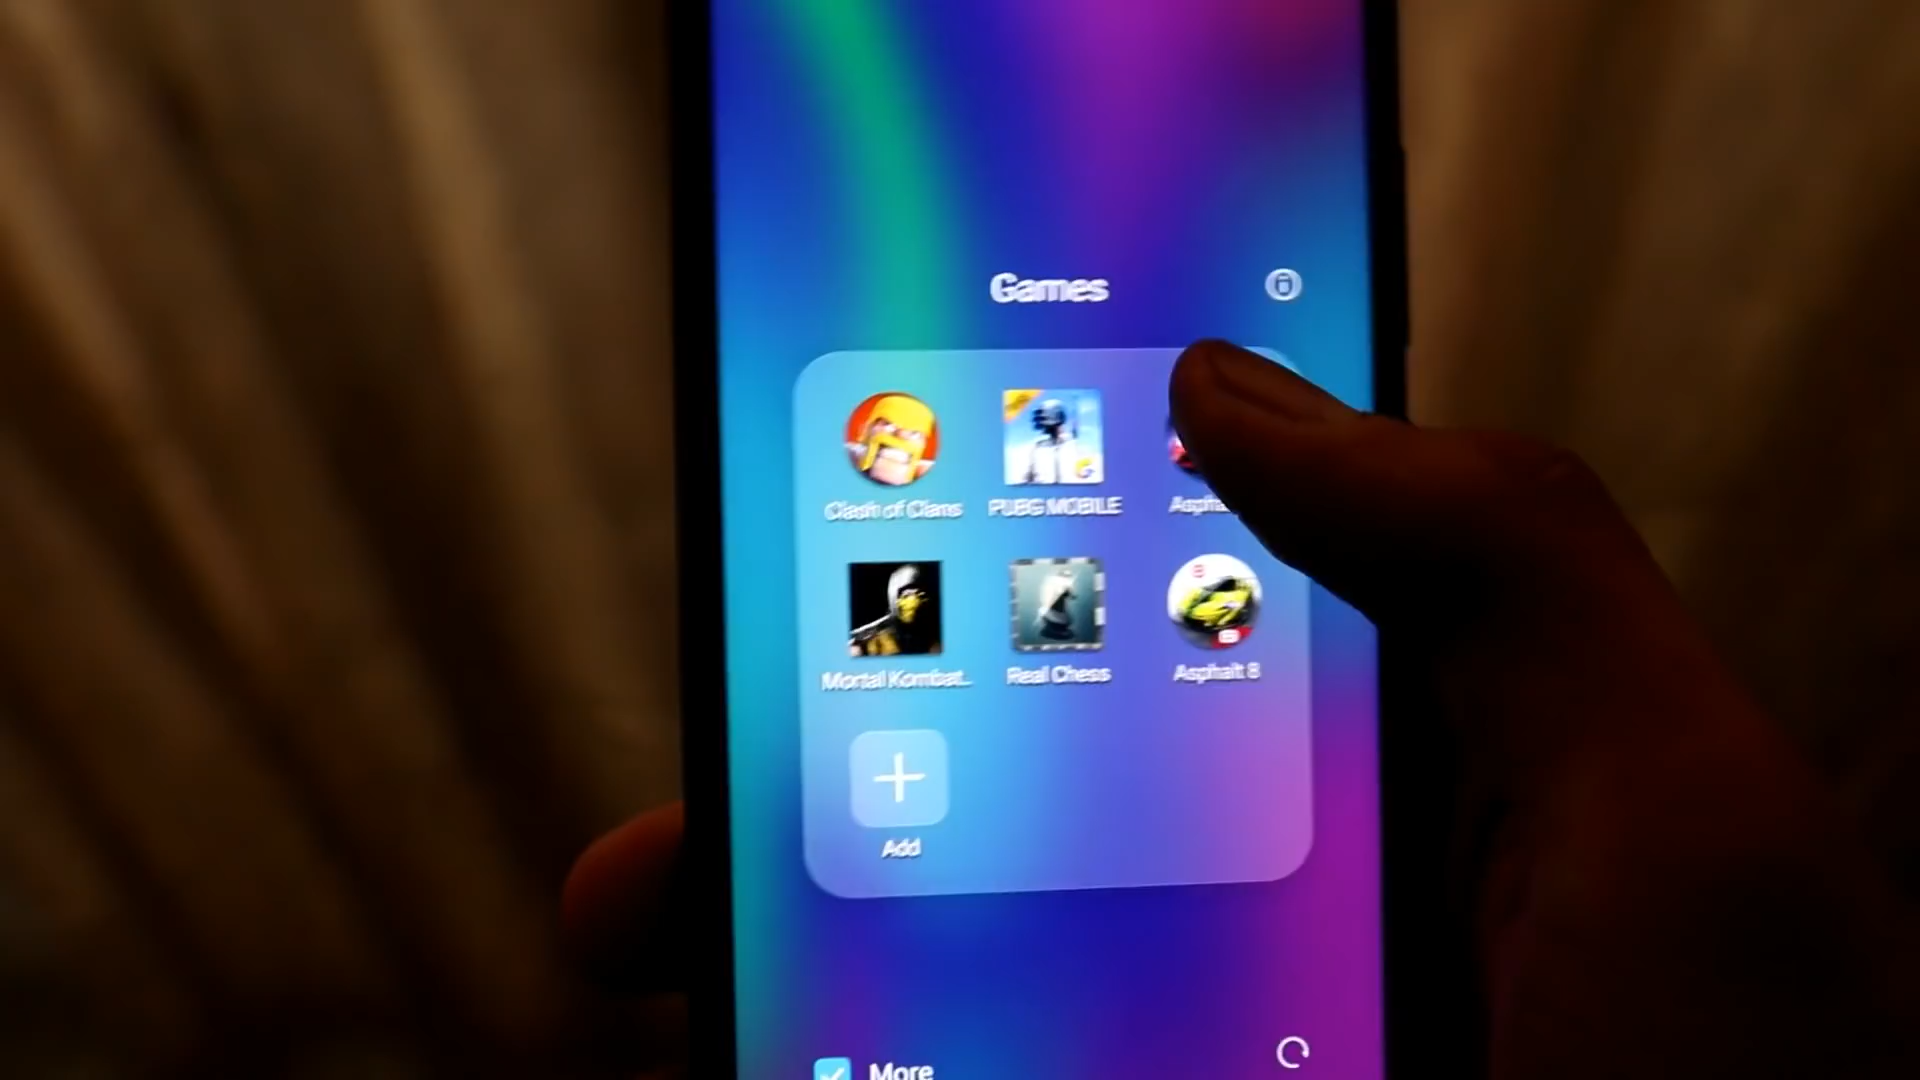 Games
Clash of Clans
PUBG MOBILE
Mortal Kombat..
Real Chess
Asphalt 8
Add
More